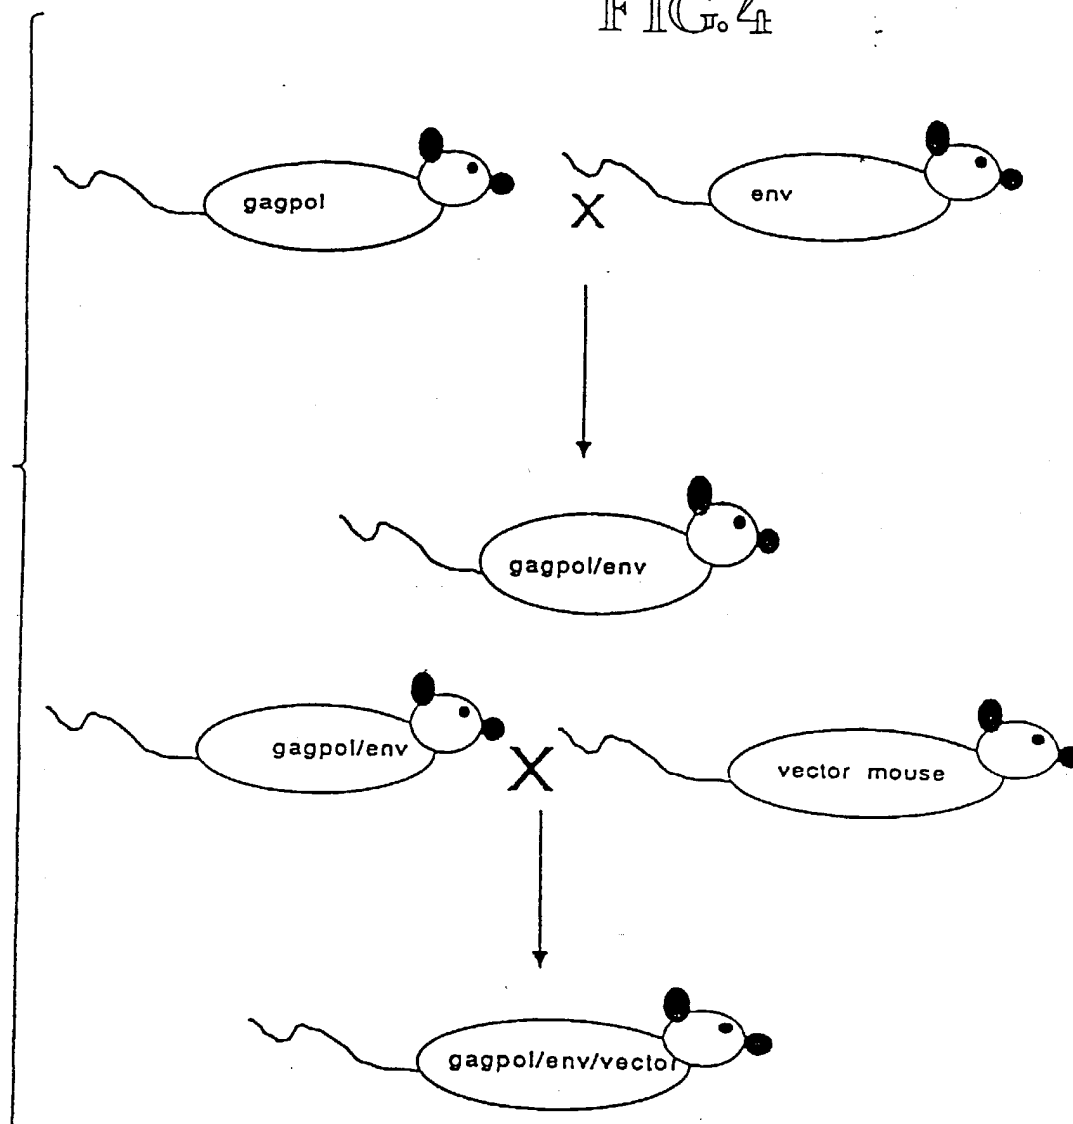 FIG.4
gagpol
X
env
gagpol/env
gagpol/env
X
vector mouse
gagpol/env/vector